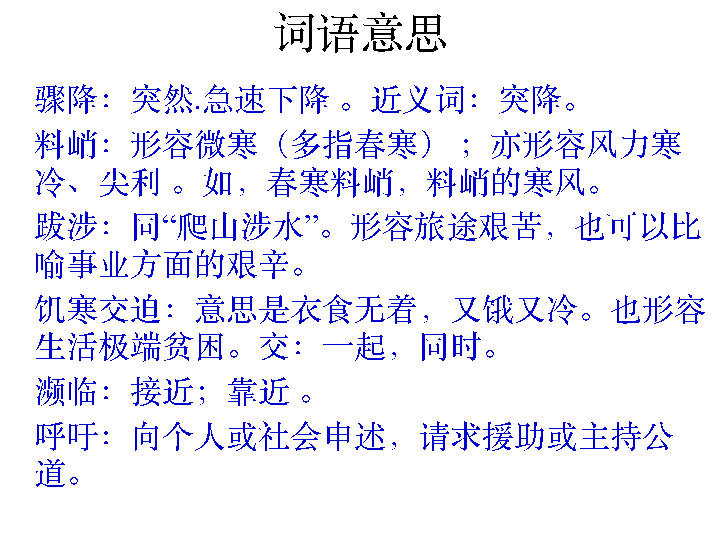 词语意思
骤降：突然.急速下降 。近义词：突降。
料峭：形容微寒（多指春寒）；亦形容风力寒
冷、尖利 。如，春寒料峭，料峭的寒风。
跋涉：同“爬山涉水”。形容旅途艰苦，也可以比
喻事业方面的艰辛。
饥寒交迫：意思是衣食无着，又饿又冷。也形容
生活极端贫困。交：一起，同时。
濒临：接近；靠近 。
呼吁：向个人或社会申述，请求援助或主持公
道。